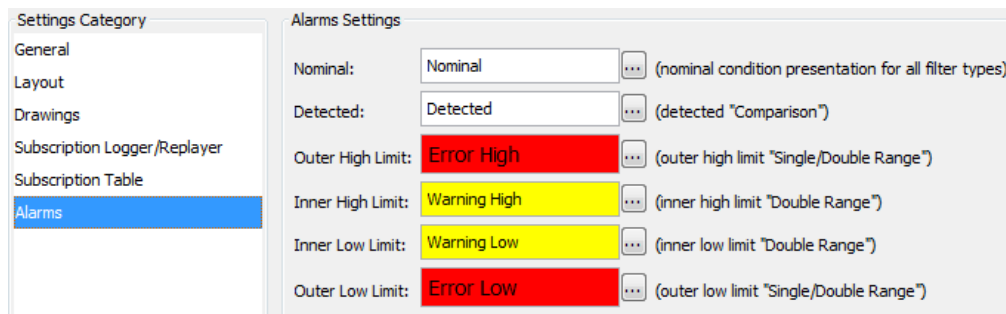 Settings Category
General
Layout
Drawings
Subscription Logger/Replayer
Subscription Table
Alarms
Alarms Settings
Nominal: Nominal ... (nominal condition presentation for all filter types)
Detected: Detected ... (detected "Comparison")
Outer High Limit: Error High ... (outer high limit "Single/Double Range")
Inner High Limit: Warning High ... (inner high limit "Double Range")
Inner Low Limit: Warning Low ... (inner low limit "Double Range")
Outer Low Limit: Error Low ... (outer low limit "Single/Double Range")